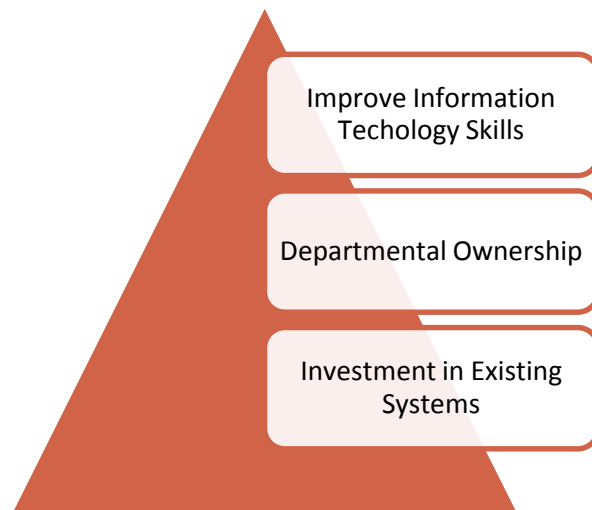 Improve Information
Techology Skills
Departmental Ownership
Investment in Existing
Systems